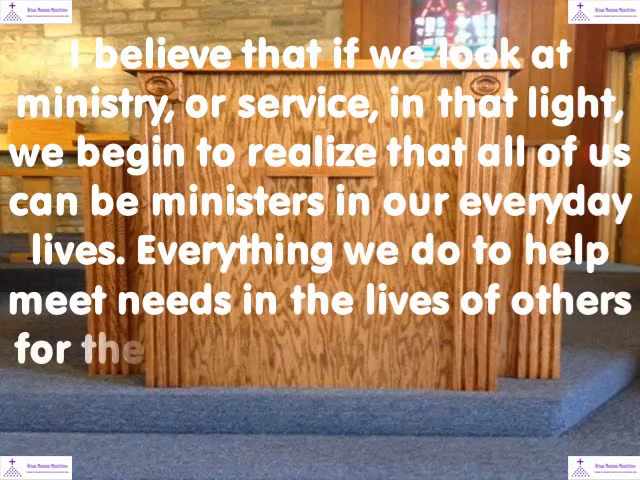 I believe that if we look at
ministry, or service, in that light,
we begin to realize that all of us
can be ministers in our everyday
lives. Everything we do to help
meet needs in the lives of others
for the